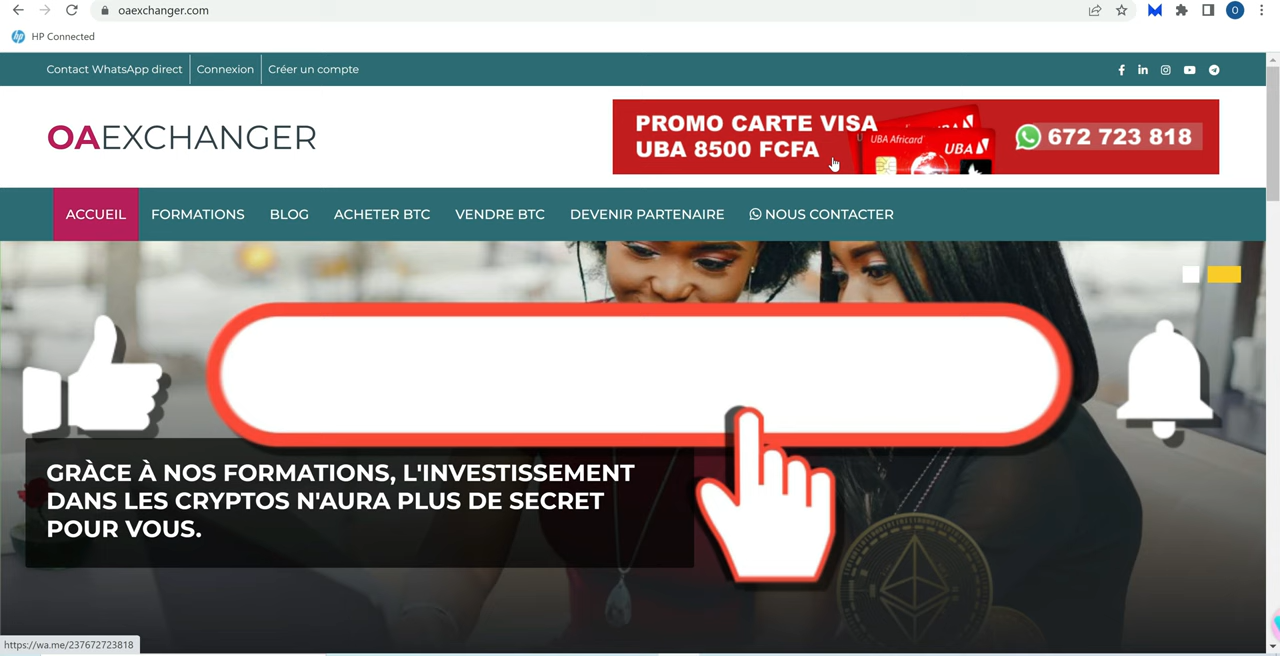 oaexchanger.com
O
HP Connected
Contact WhatsApp direct
Connexion
Créer un compte
OAEXCHANGER
PROMO CARTE VISA
UBA 8500 FCFA
UBA Africard
UBA
672 723 818
ACCUEIL
FORMATIONS
BLOG
ACHETER BTC
VENDRE BTC
DEVENIR PARTENAIRE
NOUS CONTACTER
GRÀCE À NOS FORMATIONS, L'INVESTISSEMENT
DANS LES CRYPTOS N'AURA PLUS DE SECRET
POUR VOUS.
https://wa.me/237672723818